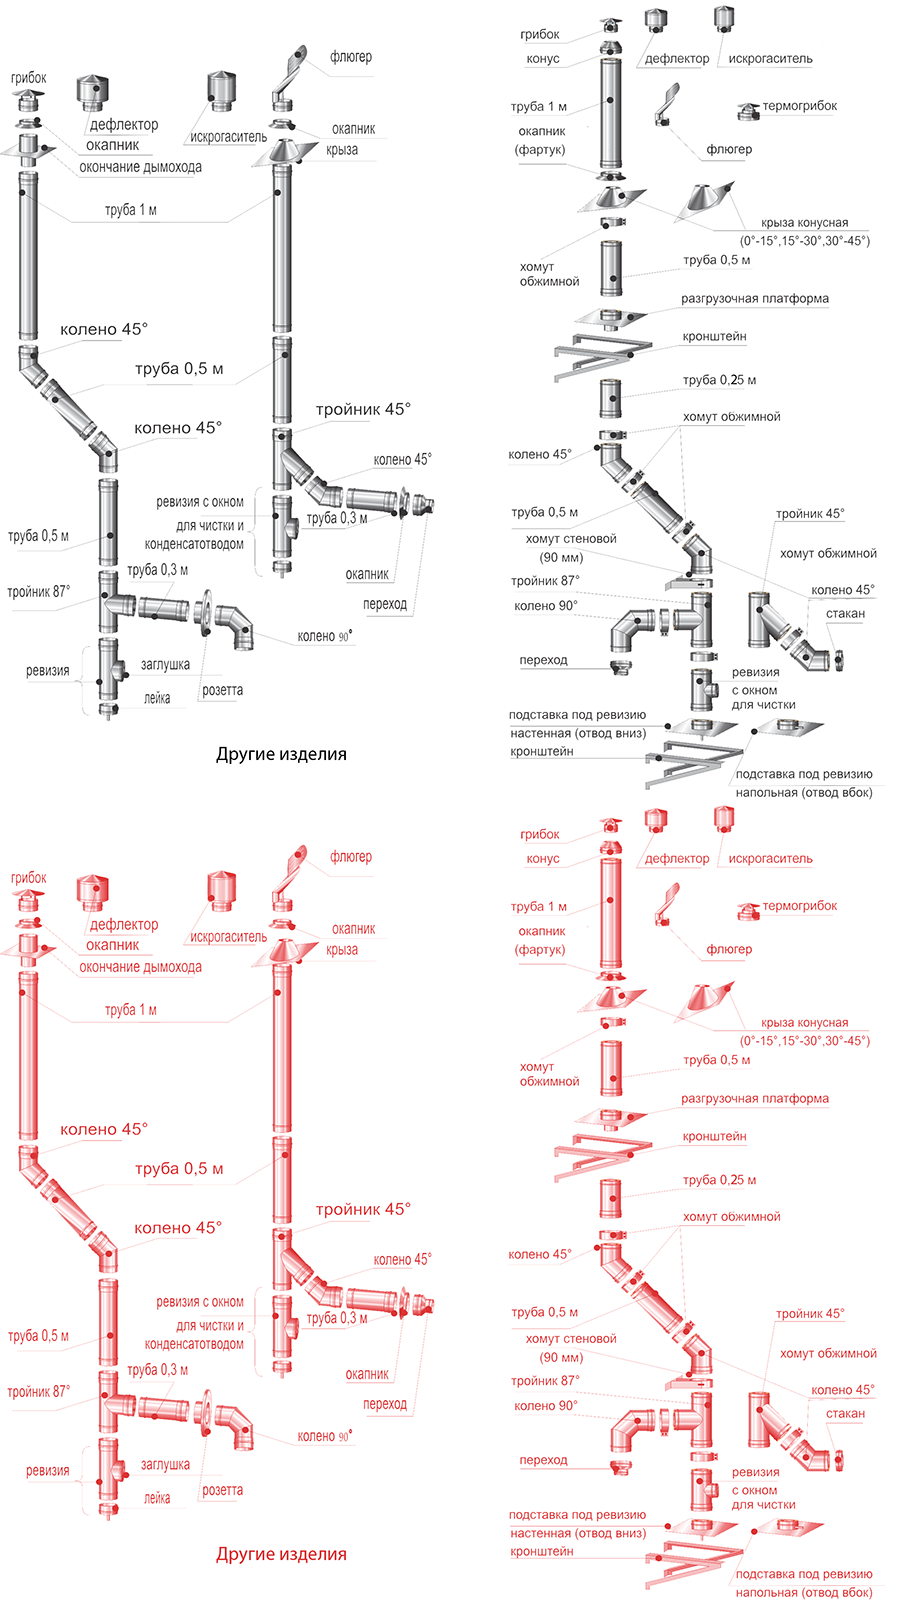 флюгер
грибок
дефлектор
окапник
искрогаситель
окапник
окончание дымохода
крыза
труба 1 м
колено 45°
труба 0,5 м
тройник 45°
колено 45°
колено 45°
ревизия с окном
для чистки и
конденсатотводом
труба 0,3 м
труба 0,5 м
окапник
труба 0,3 м
тройник 87°
переход
колено 90°
ревизия
заглушка
розетта
лейка
Другие изделия
грибок
конус
дефлектор
искрогаситель
труба 1 м
термогрибок
окапник
(фартук)
флюгер
крыза конусная
(0°-15°,15°-30°,30°-45°)
хомут
обжимной
труба 0,5 м
разгрузочная платформа
кронштейн
труба 0,25 м
хомут обжимной
колено 45°
труба 0,5 м
тройник 45°
хомут стеновой
(90 мм)
хомут обжимной
тройник 87°
колено 90°
колено 45°
стакан
переход
ревизия
с окном
для чистки
подставка под ревизию
настенная (отвод вниз)
кронштейн
подставка под ревизию
напольная (отвод вбок)
флюгер
грибок
дефлектор
окапник
искрогаситель
окапник
окончание дымохода
крыза
труба 1 м
колено 45°
труба 0,5 м
тройник 45°
колено 45°
колено 45°
ревизия с окном
для чистки и
конденсатотводом
труба 0,3 м
труба 0,5 м
окапник
труба 0,3 м
тройник 87°
переход
колено 90°
ревизия
заглушка
розетта
лейка
Другие изделия
грибок
конус
дефлектор
искрогаситель
труба 1 м
термогрибок
окапник
(фартук)
флюгер
крыза конусная
(0°-15°,15°-30°,30°-45°)
хомут
обжимной
труба 0,5 м
разгрузочная платформа
кронштейн
труба 0,25 м
хомут обжимной
колено 45°
труба 0,5 м
тройник 45°
хомут стеновой
(90 мм)
хомут обжимной
тройник 87°
колено 90°
колено 45°
стакан
переход
ревизия
с окном
для чистки
подставка под ревизию
настенная (отвод вниз)
кронштейн
подставка под ревизию
напольная (отвод вбок)